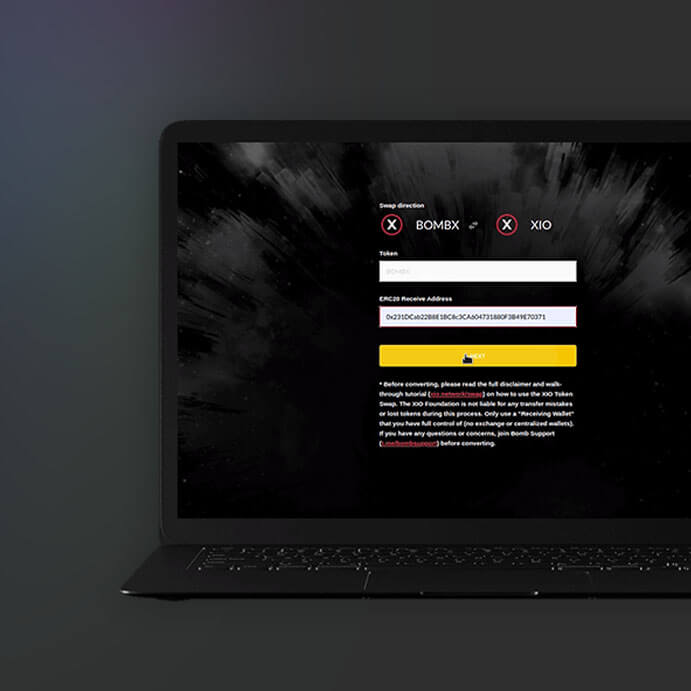 Swap direction
X BOMBX X XIO
Token
BOMBX
ERC20 Receive Address
NEXT
* Before converting, please read the full disclaimer and walk-
through tutorial (xio.network/swap) on how to use the XIO Token
Swap. The XIO Foundation is not liable for any transfer mistakes
or lost tokens during this process. Only use a "Receiving Wallet"
that you have full control of (no exchange or centralized wallets).
If you have any questions or concerns, join Bomb Support
(t.me/bombsupport) before converting.